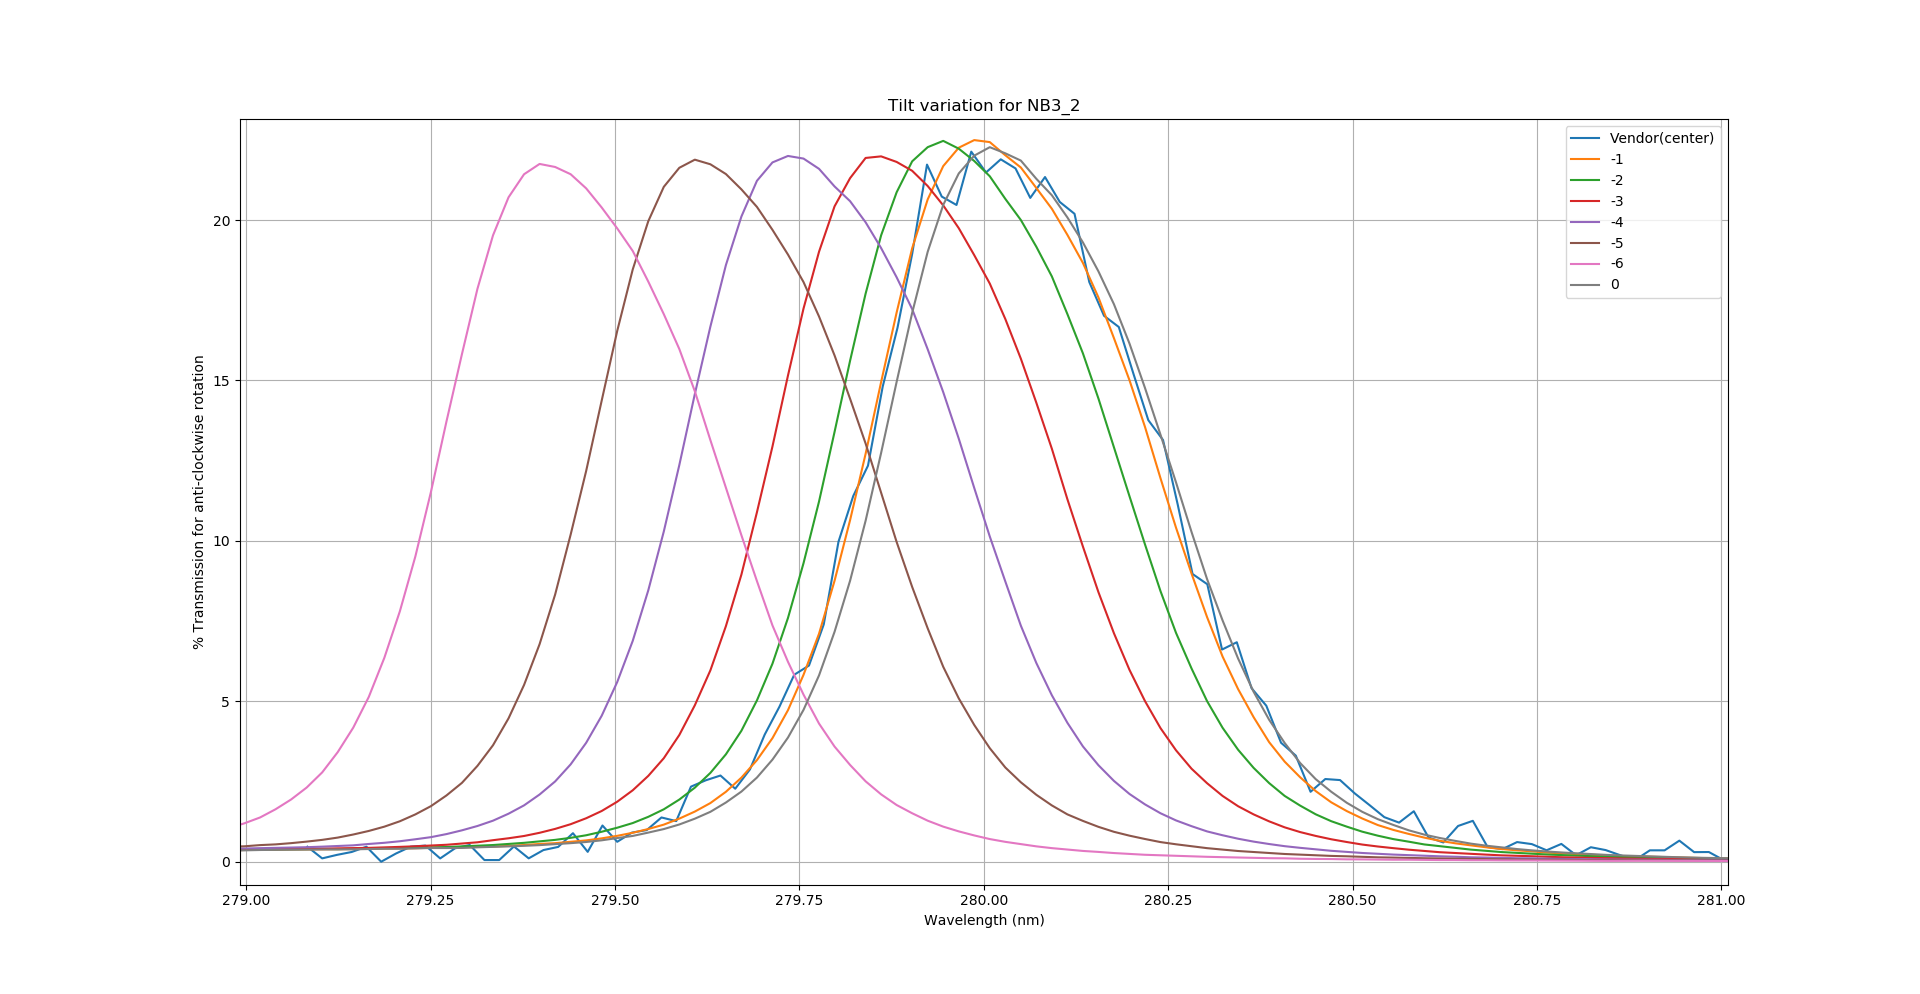 Tilt variation for NB3_2
Vendor(center)
-1
-2
-3
-4
-5
-6
0
% Transmission for anti-clockwise rotation
20
15
10
5
0
279.00 279.25 279.50 279.75 280.00 280.25 280.50 280.75 281.00
Wavelength (nm)